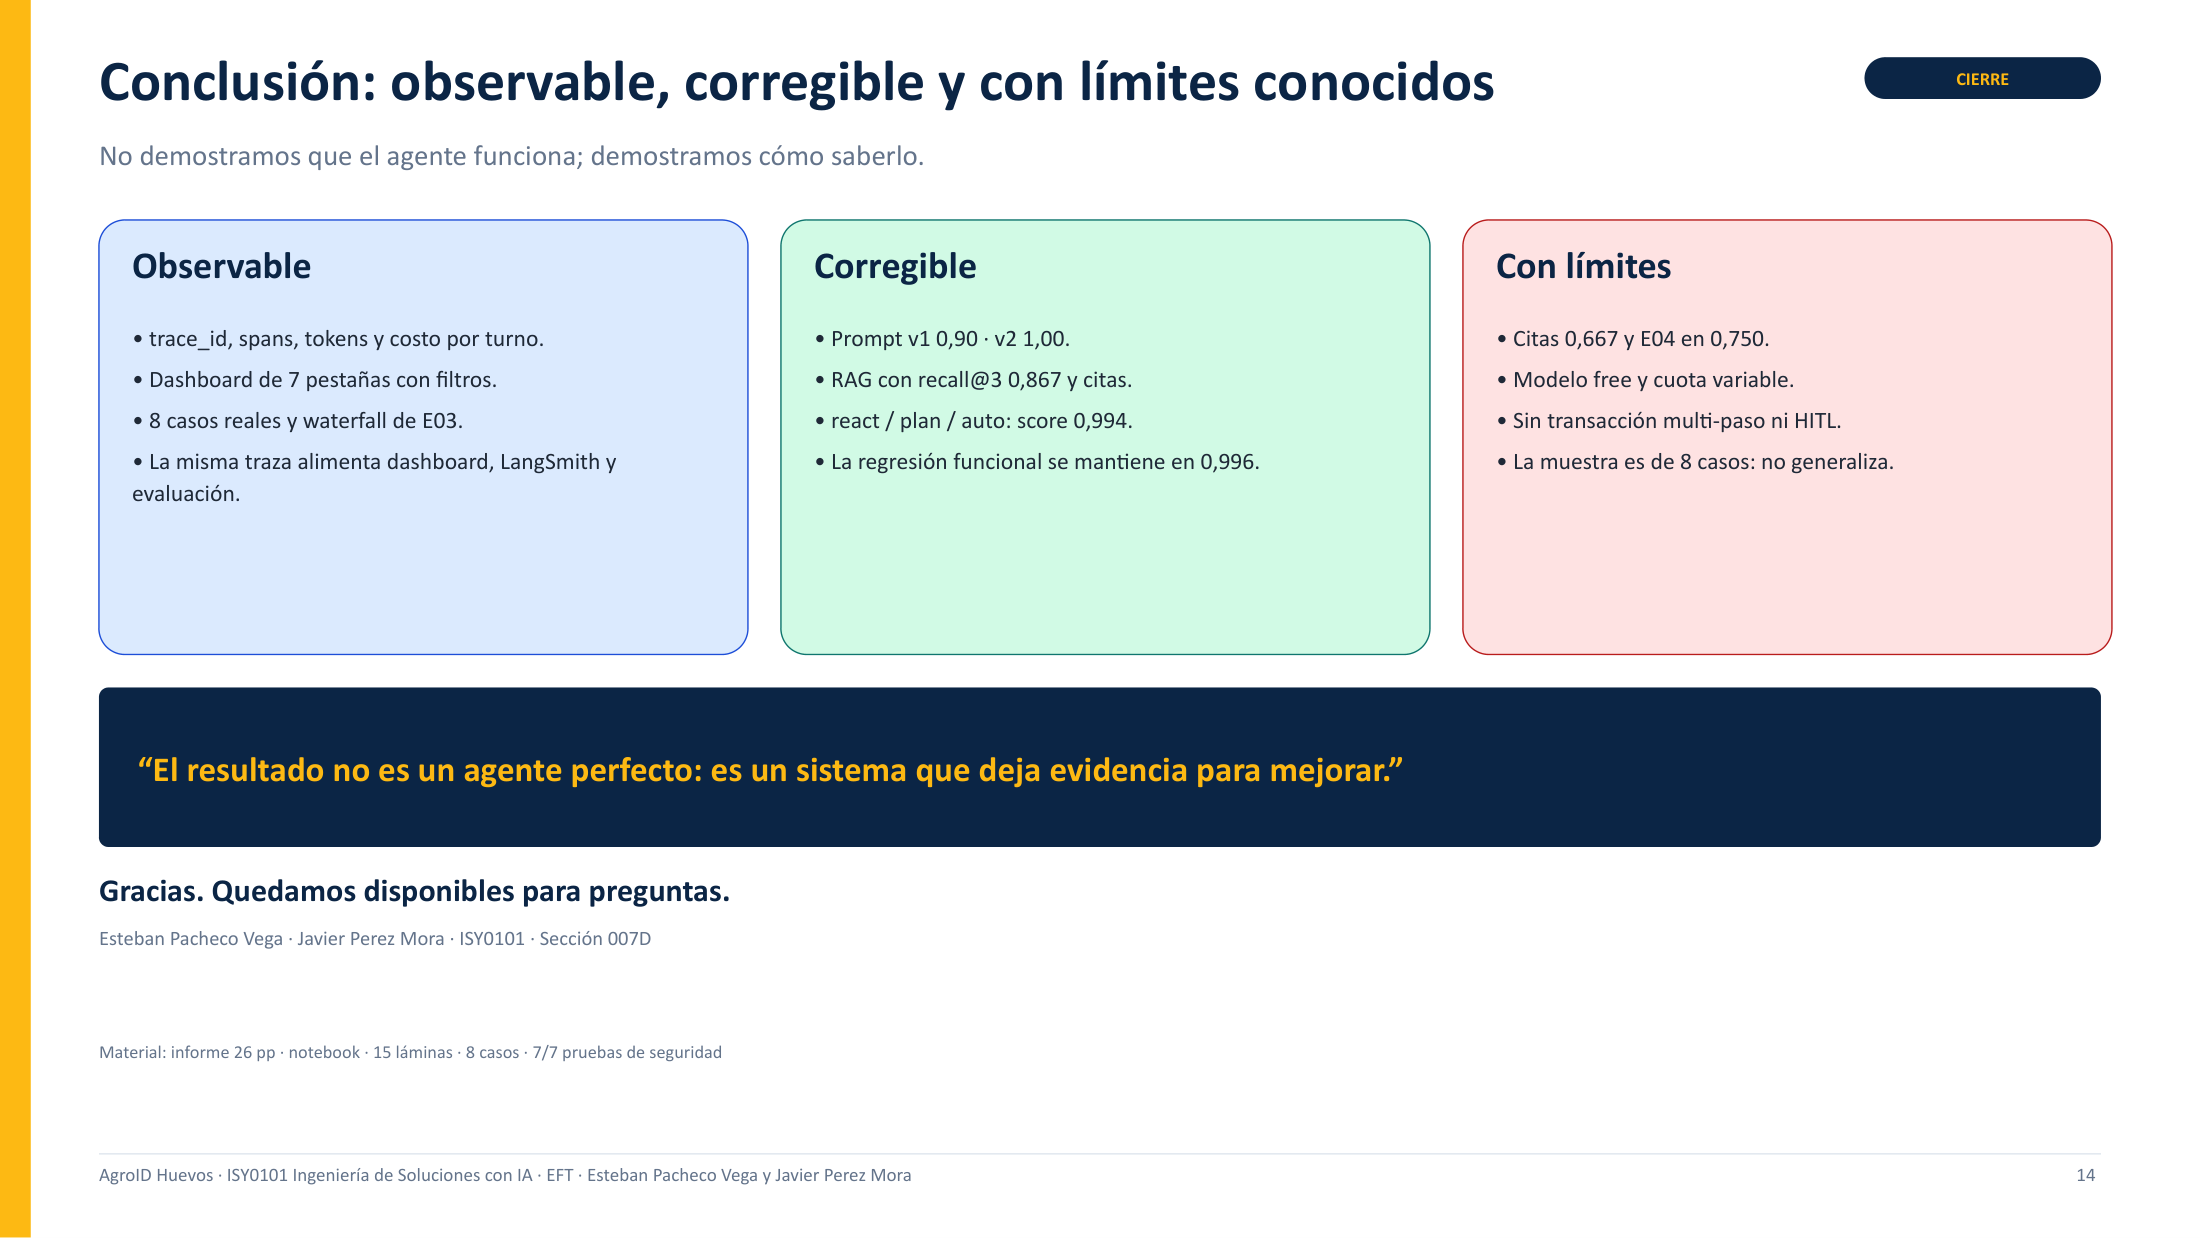 Conclusión: observable, corregible y con límites conocidos
CIERRE
No demostramos que el agente funciona; demostramos cómo saberlo.
Observable
• trace_id, spans, tokens y costo por turno.
• Dashboard de 7 pestañas con filtros.
• 8 casos reales y waterfall de E03.
• La misma traza alimenta dashboard, LangSmith y
evaluación.
Corregible
• Prompt v1 0,90 · v2 1,00.
• RAG con recall@3 0,867 y citas.
• react / plan / auto: score 0,994.
• La regresión funcional se mantiene en 0,996.
Con límites
• Citas 0,667 y E04 en 0,750.
• Modelo free y cuota variable.
• Sin transacción multi-paso ni HITL.
• La muestra es de 8 casos: no generaliza.
“El resultado no es un agente perfecto: es un sistema que deja evidencia para mejorar.”
Gracias. Quedamos disponibles para preguntas.
Esteban Pacheco Vega · Javier Perez Mora · ISY0101 · Sección 007D
Material: informe 26 pp · notebook · 15 láminas · 8 casos · 7/7 pruebas de seguridad
AgroID Huevos · ISY0101 Ingeniería de Soluciones con IA · EFT · Esteban Pacheco Vega y Javier Perez Mora
14